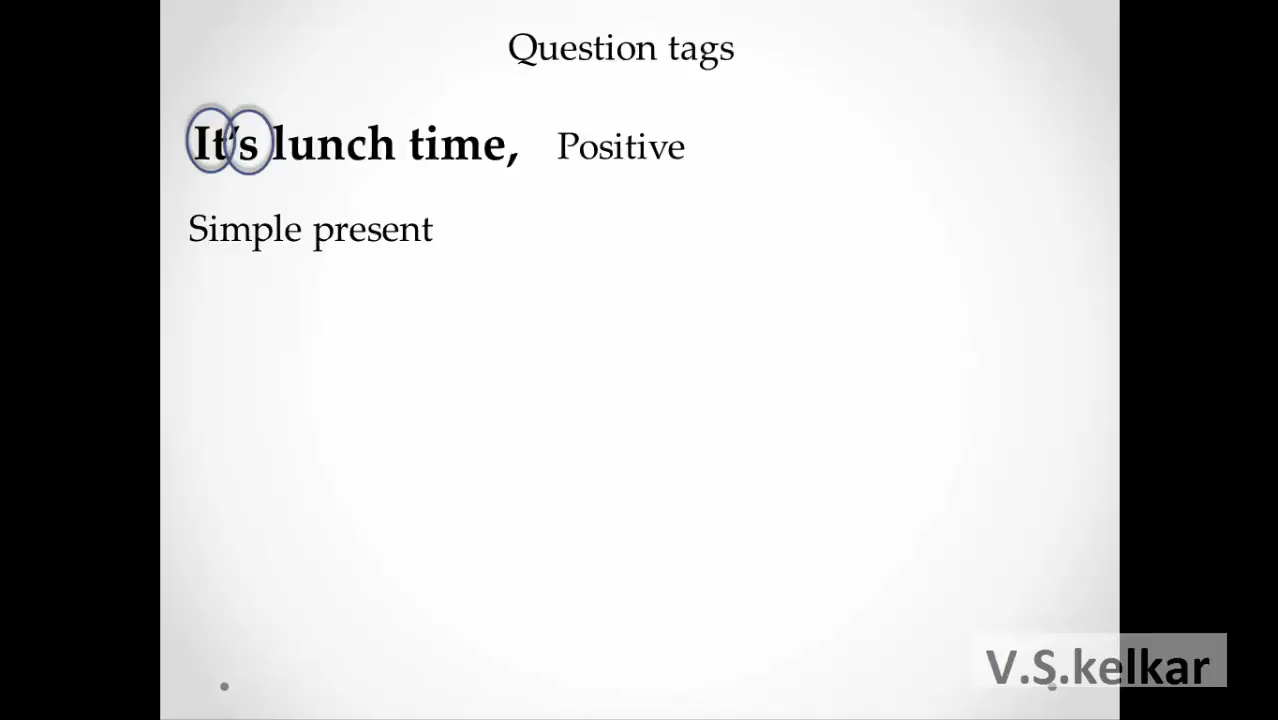 Question tags
It's lunch time, Positive
Simple present
V.S.kelkar